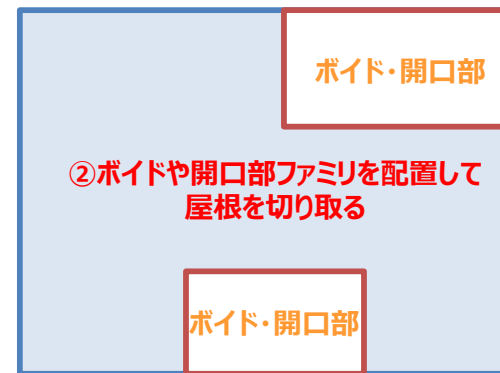 ボイド・開口部
②ボイドや開口部ファミリを配置して
屋根を切り取る
ボイド・開口部